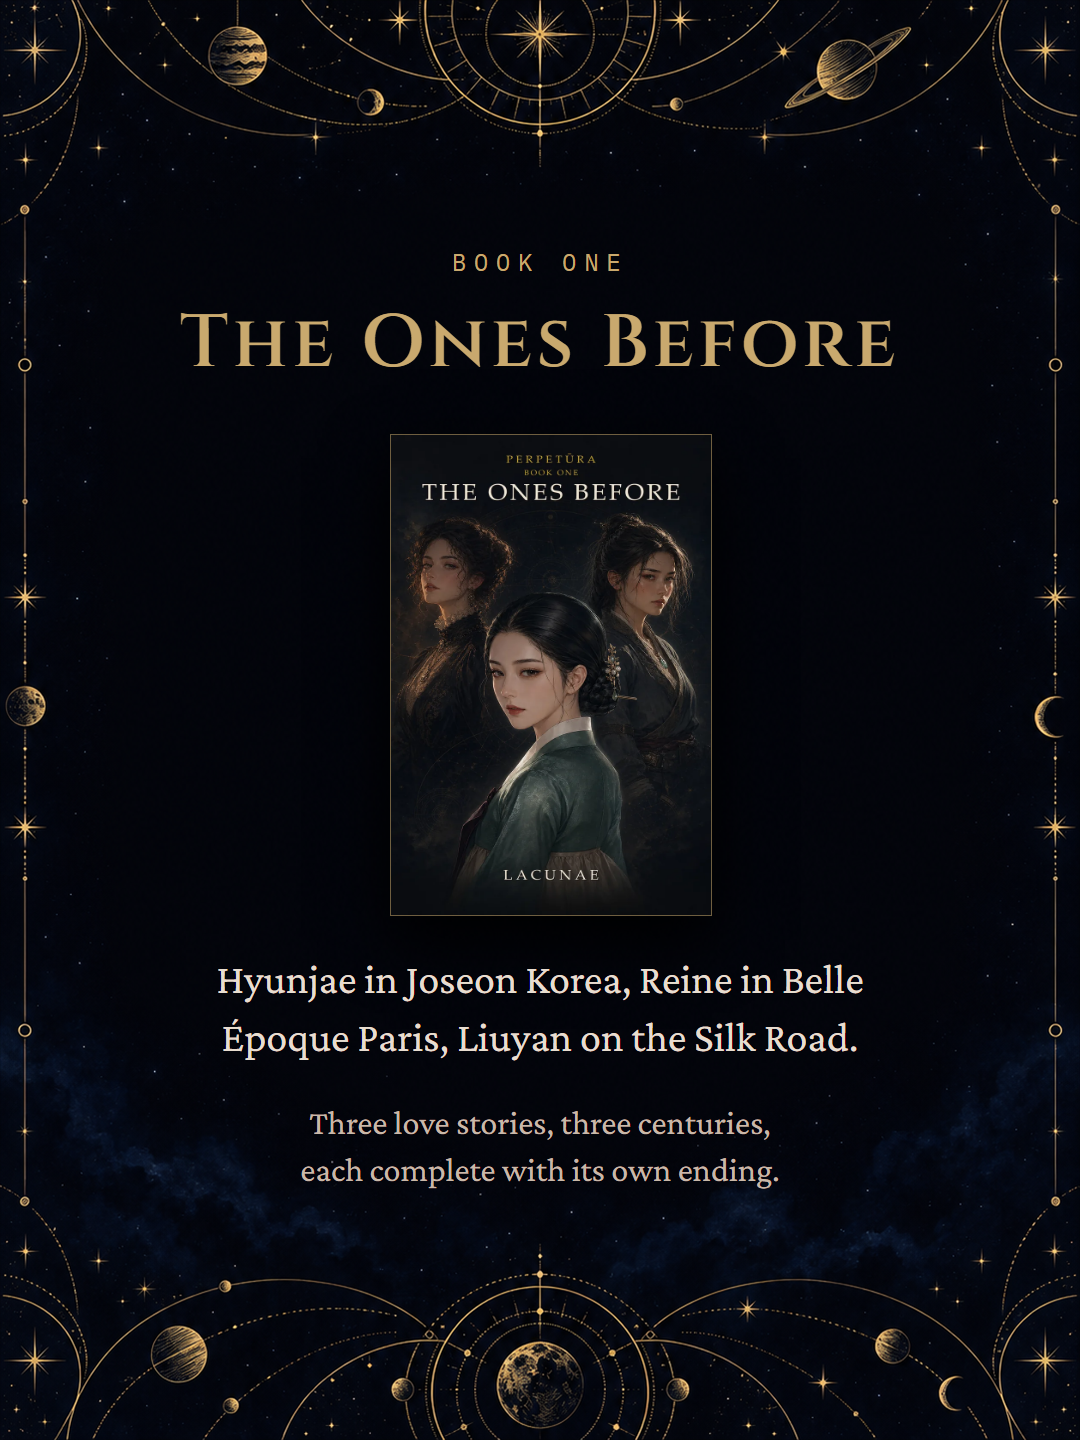 BOOK ONE
THE ONES BEFORE
PERPETŪRA
BOOK ONE
THE ONES BEFORE
LACUNAE
Hyunjae in Joseon Korea, Reine in Belle
Époque Paris, Liuyan on the Silk Road.
Three love stories, three centuries,
each complete with its own ending.